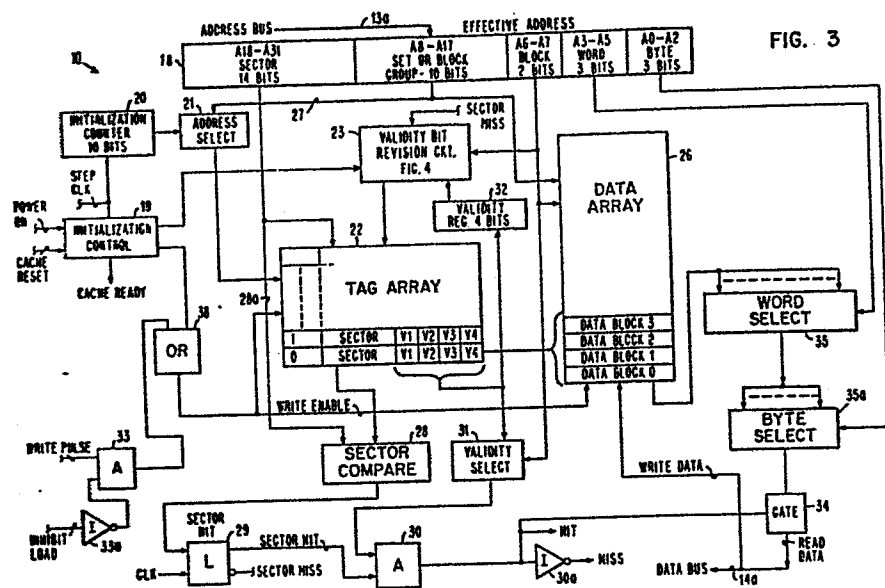 ADDRESS BUS
13a
EFFECTIVE ADDRESS
FIG. 3
10
18
A18-A31
SECTOR
14 BITS
A8-A17
SET OR BLOCK
GROUP-10 BITS
A6-A7
BLOCK
2 BITS
A3-A5
WORD
3 BITS
A0-A2
BYTE
3 BITS
20
INITIALIZATION
COUNTER
10 BITS
21
ADDRESS
SELECT
27
23
SECTOR
MISS
VALIDITY BIT
REVISION CKT.
FIG. 4
26
DATA
ARRAY
STEP
CLK
19
POWER
ON
INITIALIZATION
CONTROL
CACHE
RESET
CACHE READY
32
VALIDITY
REG. 4 BITS
22
TAG ARRAY
28a
38
OR
1
SECTOR
V1
V2
V3
V4
0
SECTOR
V1
V2
V3
V4
DATA BLOCK 3
DATA BLOCK 2
DATA BLOCK 1
DATA BLOCK 0
WORD
SELECT
35
WRITE ENABLE
WRITE PULSE
33
A
28
SECTOR
COMPARE
31
VALIDITY
SELECT
BYTE
SELECT
35a
WRITE DATA
INHIBIT
LOAD
I
33a
SECTOR
HIT
29
L
CLK
SECTOR HIT
SECTOR MISS
30
A
HIT
I
30a
MISS
GATE
34
READ
DATA
DATA BUS
14a